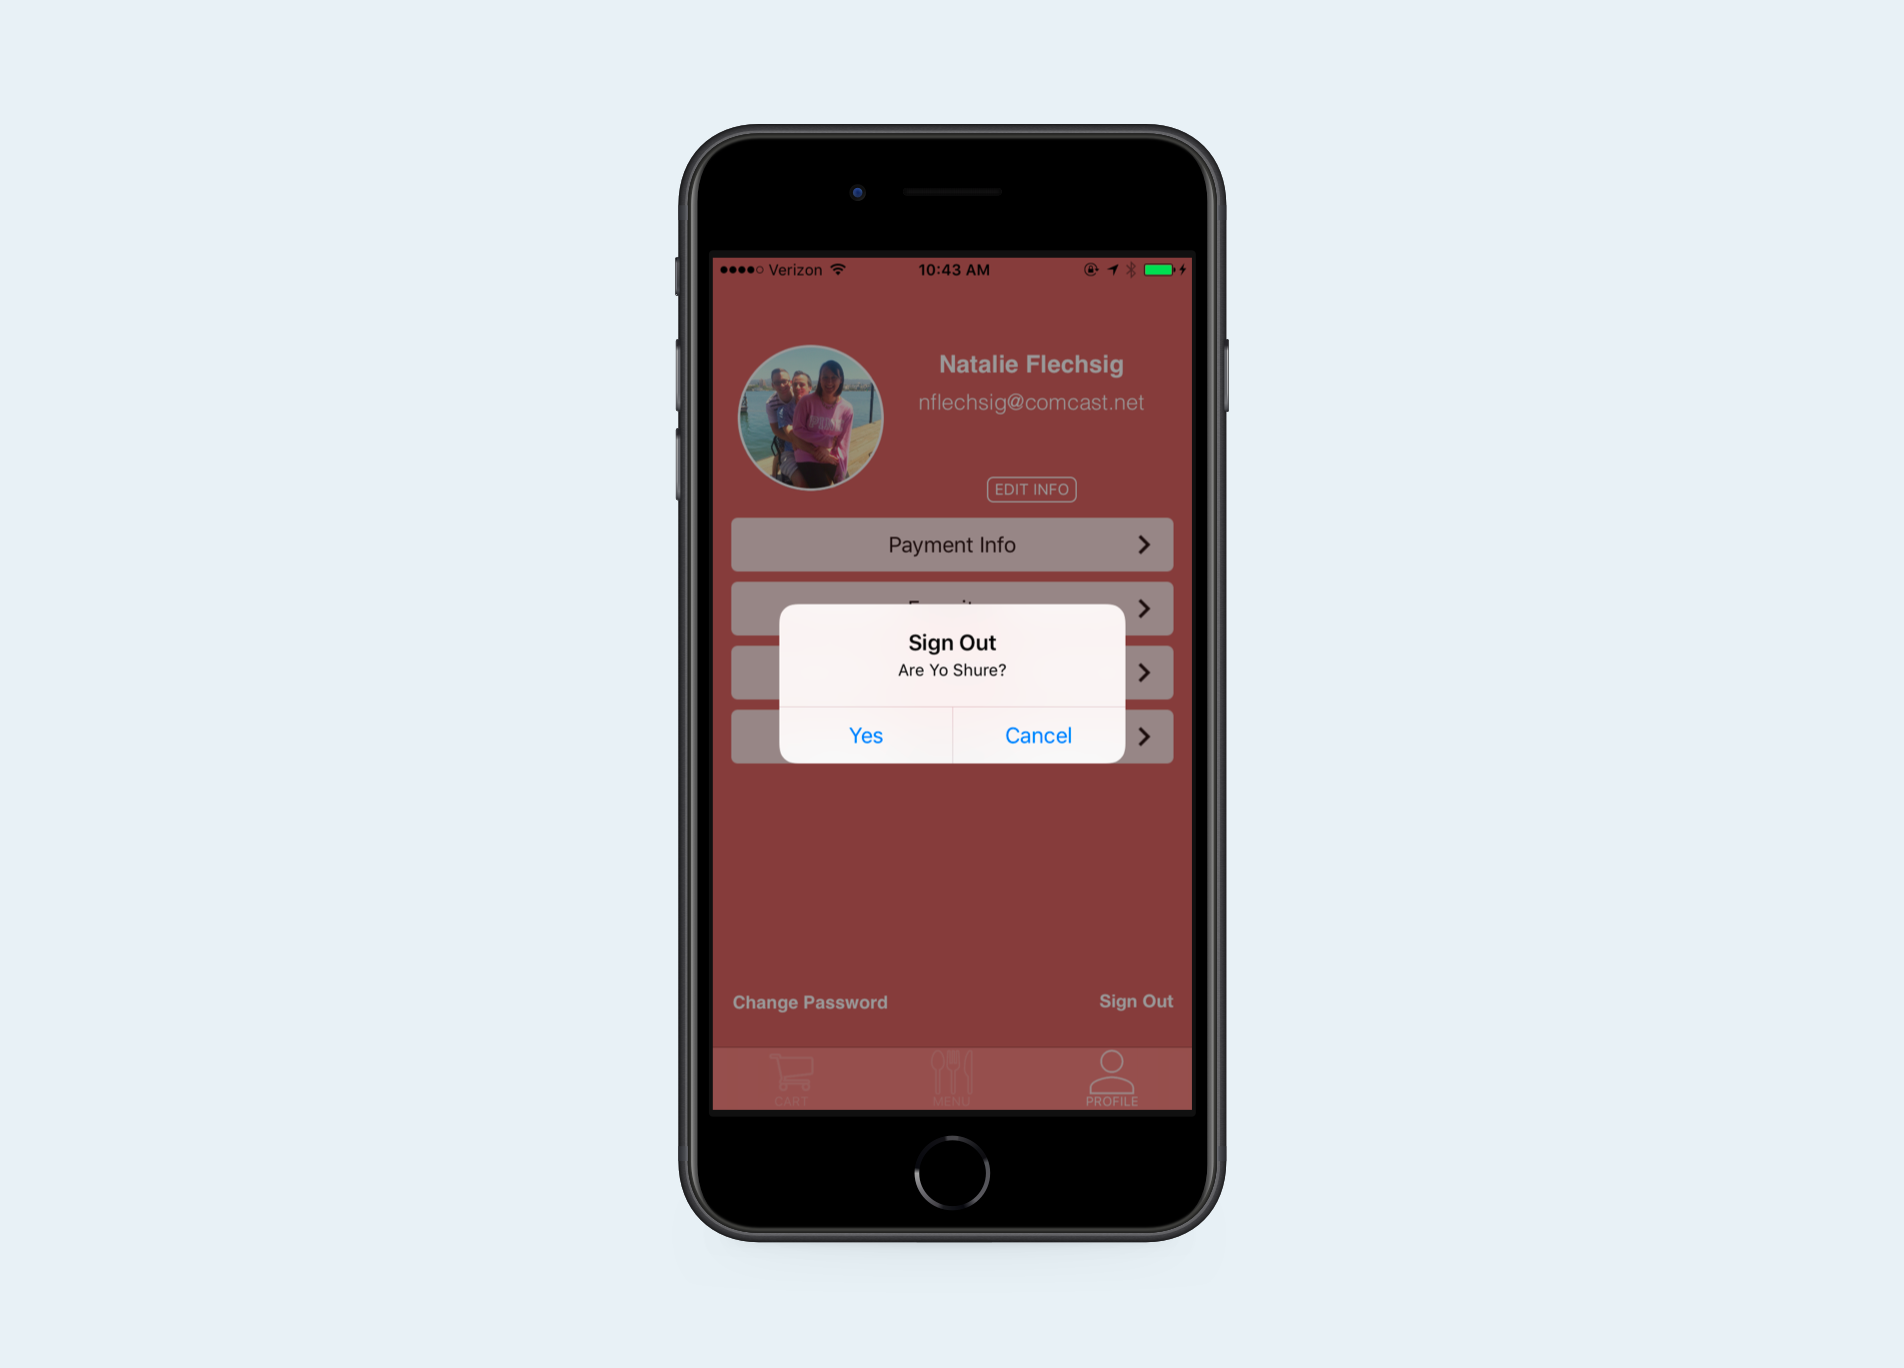 Verizon 10:43 AM
Natalie Flechsig
nflechsig@comcast.net
EDIT INFO
Payment Info
Sign Out
Are Yo Shure?
Yes Cancel
Change Password Sign Out
CART MENU PROFILE